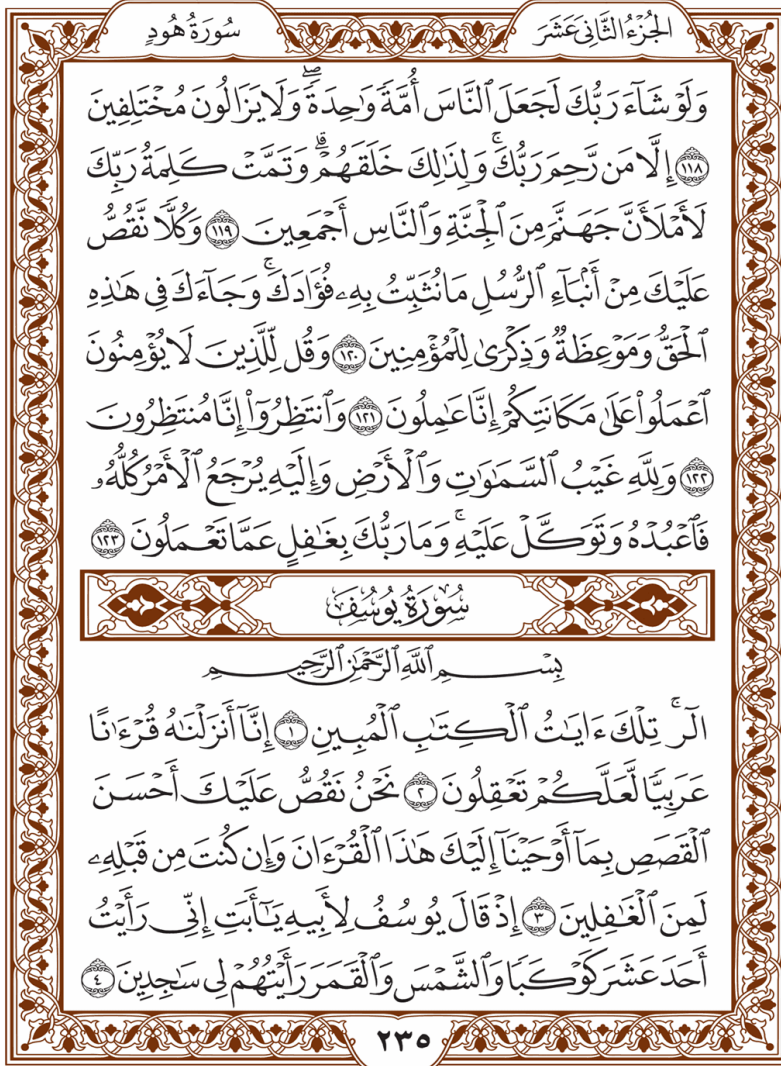 الجُزْءُ الثَّانِي عَشَرَ
سُورَةُ هُودٍ
وَلَوْ شَآءَ رَبُّكَ لَجَعَلَ ٱلنَّاسَ أُمَّةً وَٰحِدَةً ۖ وَلَا يَزَالُونَ مُخْتَلِفِينَ
١١٨ إِلَّا مَن رَّحِمَ رَبُّكَ ۚ وَلِذَٰلِكَ خَلَقَهُمْ ۗ وَتَمَّتْ كَلِمَةُ رَبِّكَ
لَأَمْلَأَنَّ جَهَنَّمَ مِنَ ٱلْجِنَّةِ وَٱلنَّاسِ أَجْمَعِينَ ١١٩ وَكُلًّا نَّقُصُّ
عَلَيْكَ مِنْ أَنۢبَآءِ ٱلرُّسُلِ مَا نُثَبِّتُ بِهِۦ فُؤَادَكَ ۚ وَجَآءَكَ فِى هَٰذِهِ
ٱلْحَقُّ وَمَوْعِظَةٌ وَذِكْرَىٰ لِلْمُؤْمِنِينَ ١٢٠ وَقُل لِّلَّذِينَ لَا يُؤْمِنُونَ
ٱعْمَلُوا۟ عَلَىٰ مَكَانَتِكُمْ إِنَّا عَٰمِلُونَ ١٢١ وَٱنتَظِرُوٓا۟ إِنَّا مُنتَظِرُونَ
١٢٢ وَلِلَّهِ غَيْبُ ٱلسَّمَٰوَٰتِ وَٱلْأَرْضِ وَإِلَيْهِ يُرْجَعُ ٱلْأَمْرُ كُلُّهُۥ
فَٱعْبُدْهُ وَتَوَكَّلْ عَلَيْهِ ۚ وَمَا رَبُّكَ بِغَٰفِلٍ عَمَّا تَعْمَلُونَ ١٢٣
سُورَةُ يُوسُفَ
بِسْمِ ٱللَّهِ ٱلرَّحْمَٰنِ ٱلرَّحِيمِ
الٓر ۚ تِلْكَ ءَايَٰتُ ٱلْكِتَٰبِ ٱلْمُبِينِ ١ إِنَّآ أَنزَلْنَٰهُ قُرْءَٰنًا
عَرَبِيًّا لَّعَلَّكُمْ تَعْقِلُونَ ٢ نَحْنُ نَقُصُّ عَلَيْكَ أَحْسَنَ
ٱلْقَصَصِ بِمَآ أَوْحَيْنَآ إِلَيْكَ هَٰذَا ٱلْقُرْءَانَ وَإِن كُنتَ مِن قَبْلِهِۦ
لَمِنَ ٱلْغَٰفِلِينَ ٣ إِذْ قَالَ يُوسُفُ لِأَبِيهِ يَٰٓأَبَتِ إِنِّى رَأَيْتُ
أَحَدَ عَشَرَ كَوْكَبًا وَٱلشَّمْسَ وَٱلْقَمَرَ رَأَيْتُهُمْ لِى سَٰجِدِينَ ٤
٢٣٥